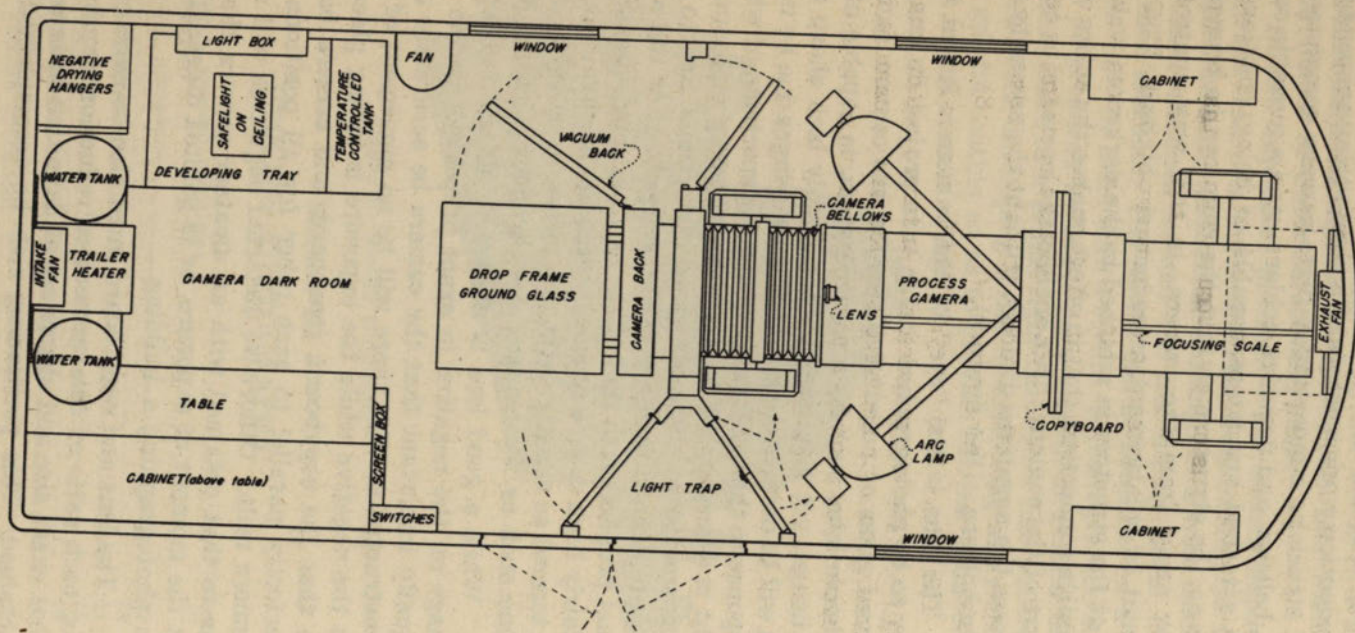 NEGATIVE
DRYING
HANGERS
LIGHT BOX
SAFELIGHT
ON
CEILING
TEMPERATURE
CONTROLLED
TANK
DEVELOPING TRAY
FAN
WINDOW
WINDOW
CABINET
WATER TANK
INTAKE
FAN
TRAILER
HEATER
CAMERA DARK ROOM
VACUUM
BACK
DROP FRAME
GROUND GLASS
CAMERA BACK
CAMERA
BELLOWS
LENS
PROCESS
CAMERA
FOCUSING SCALE
EXHAUST
FAN
WATER TANK
TABLE
CABINET (above table)
SCREEN BOX
SWITCHES
LIGHT TRAP
ARC
LAMP
COPYBOARD
WINDOW
CABINET